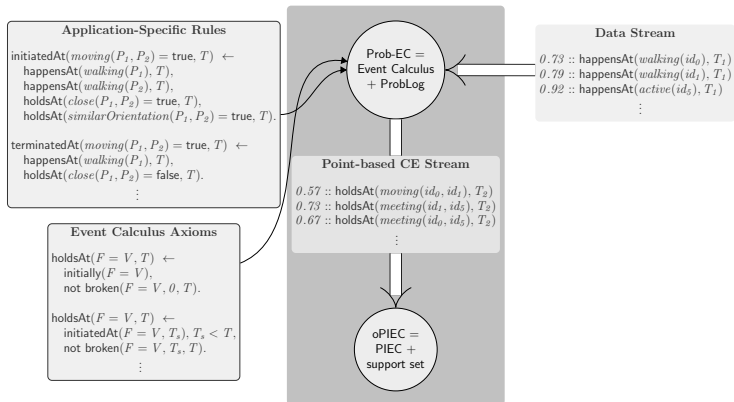 Application-Specific Rules
initiatedAt(moving(P₁, P₂) = true, T) ←
happensAt(walking(P₁), T),
happensAt(walking(P₂), T),
holdsAt(close(P₁, P₂) = true, T),
holdsAt(similarOrientation(P₁, P₂) = true, T).
terminatedAt(moving(P₁, P₂) = true, T) ←
happensAt(walking(P₁), T),
holdsAt(close(P₁, P₂) = false, T).
⋮
Event Calculus Axioms
holdsAt(F = V, T) ←
initially(F = V),
not broken(F = V, 0, T).
holdsAt(F = V, T) ←
initiatedAt(F = V, Tₛ), Tₛ < T,
not broken(F = V, Tₛ, T).
⋮
Prob-EC =
Event Calculus
+ ProbLog
Point-based CE Stream
0.57 :: holdsAt(moving(id₀, id₁), T₂)
0.73 :: holdsAt(meeting(id₁, id₅), T₂)
0.67 :: holdsAt(meeting(id₀, id₅), T₂)
⋮
oPIEC =
PIEC +
support set
Data Stream
0.73 :: happensAt(walking(id₀), T₁)
0.79 :: happensAt(walking(id₁), T₁)
0.92 :: happensAt(active(id₅), T₁)
⋮